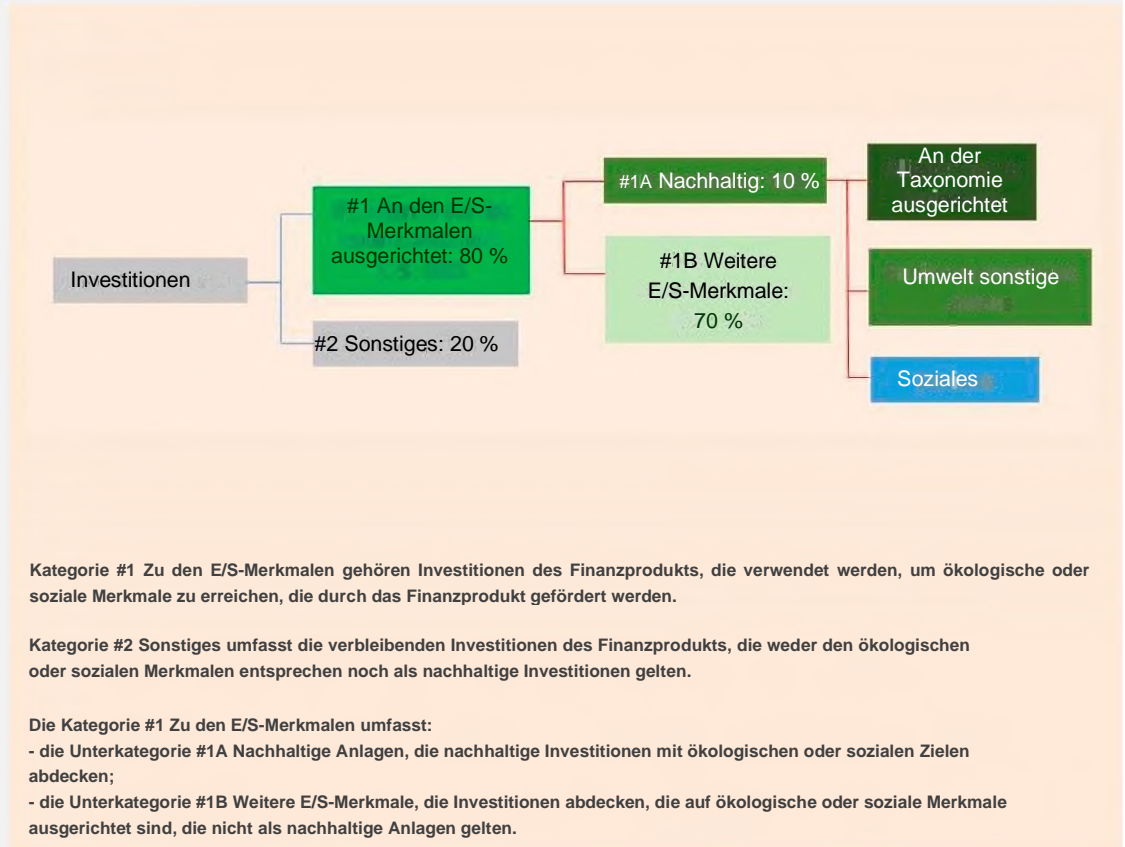 Investitionen
#1 An den E/S-
Merkmalen
ausgerichtet: 80 %
#2 Sonstiges: 20 %
#1A Nachhaltig: 10 %
#1B Weitere
E/S-Merkmale:
70 %
An der
Taxonomie
ausgerichtet
Umwelt sonstige
Soziales
Kategorie #1 Zu den E/S-Merkmalen gehören Investitionen des Finanzprodukts, die verwendet werden, um ökologische oder
soziale Merkmale zu erreichen, die durch das Finanzprodukt gefördert werden.
Kategorie #2 Sonstiges umfasst die verbleibenden Investitionen des Finanzprodukts, die weder den ökologischen
oder sozialen Merkmalen entsprechen noch als nachhaltige Investitionen gelten.
Die Kategorie #1 Zu den E/S-Merkmalen umfasst:
- die Unterkategorie #1A Nachhaltige Anlagen, die nachhaltige Investitionen mit ökologischen oder sozialen Zielen
abdecken;
- die Unterkategorie #1B Weitere E/S-Merkmale, die Investitionen abdecken, die auf ökologische oder soziale Merkmale
ausgerichtet sind, die nicht als nachhaltige Anlagen gelten.